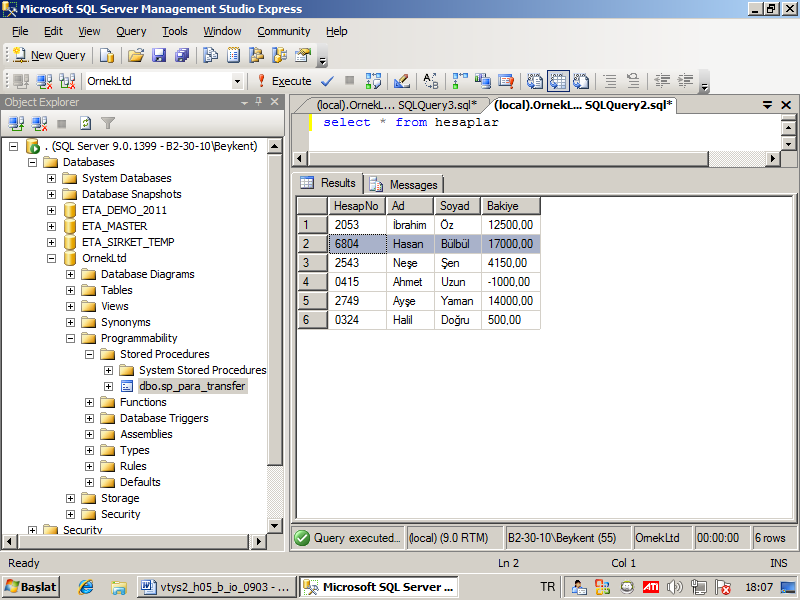 Microsoft SQL Server Management Studio Express
File Edit View Query Tools Window Community Help
New Query
OrnekLtd Execute
Object Explorer
. (SQL Server 9.0.1399 - B2-30-10\Beykent)
Databases
System Databases
Database Snapshots
ETA_DEMO_2011
ETA_MASTER
ETA_SIRKET_TEMP
OrnekLtd
Database Diagrams
Tables
Views
Synonyms
Programmability
Stored Procedures
System Stored Procedures
dbo.sp_para_transfer
Functions
Database Triggers
Assemblies
Types
Rules
Defaults
Storage
Security
Security
(local).OrnekL... SQLQuery3.sql* (local).OrnekL... SQLQuery2.sql*
select * from hesaplar
Results Messages
HesapNo Ad Soyad Bakiye
1 2053 İbrahim Öz 12500,00
2 6804 Hasan Bülbül 17000,00
3 2543 Neşe Şen 4150,00
4 0415 Ahmet Uzun -1000,00
5 2749 Ayşe Yaman 14000,00
6 0324 Halil Doğru 500,00
Query executed... (local) (9.0 RTM) B2-30-10\Beykent (55) OrnekLtd 00:00:00 6 rows
Ready Ln 2 Col 1 INS
Başlat vtys2_h05_b_io_0903 - ... Microsoft SQL Server ... TR ATI 18:07